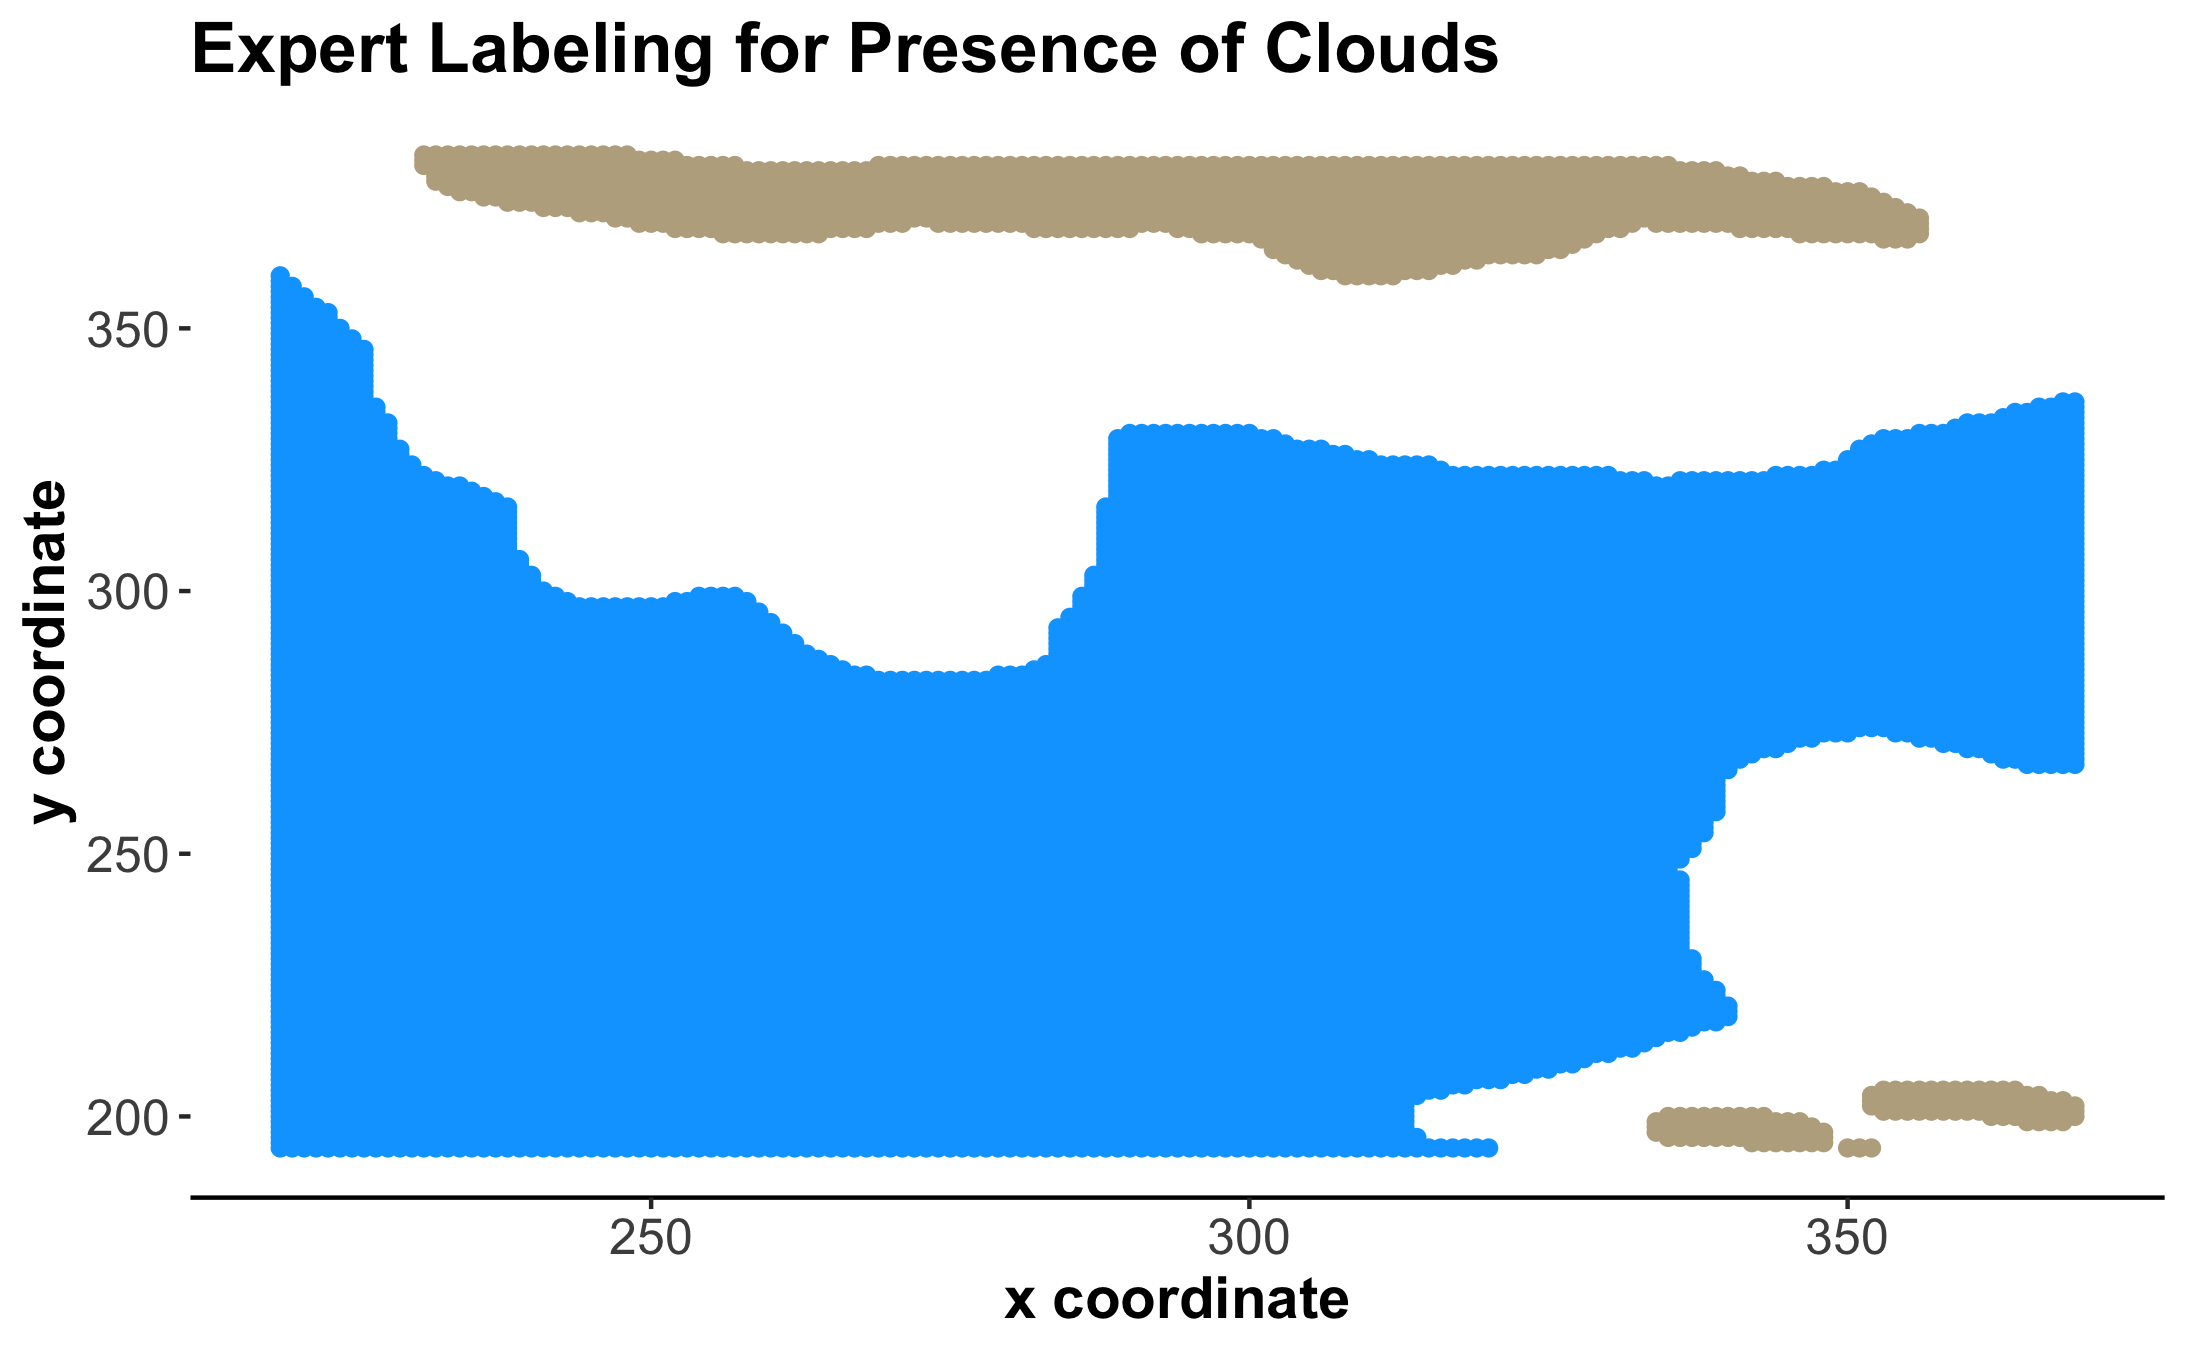 Expert Labeling for Presence of Clouds
y coordinate
350
300
250
200
250 300 350
x coordinate